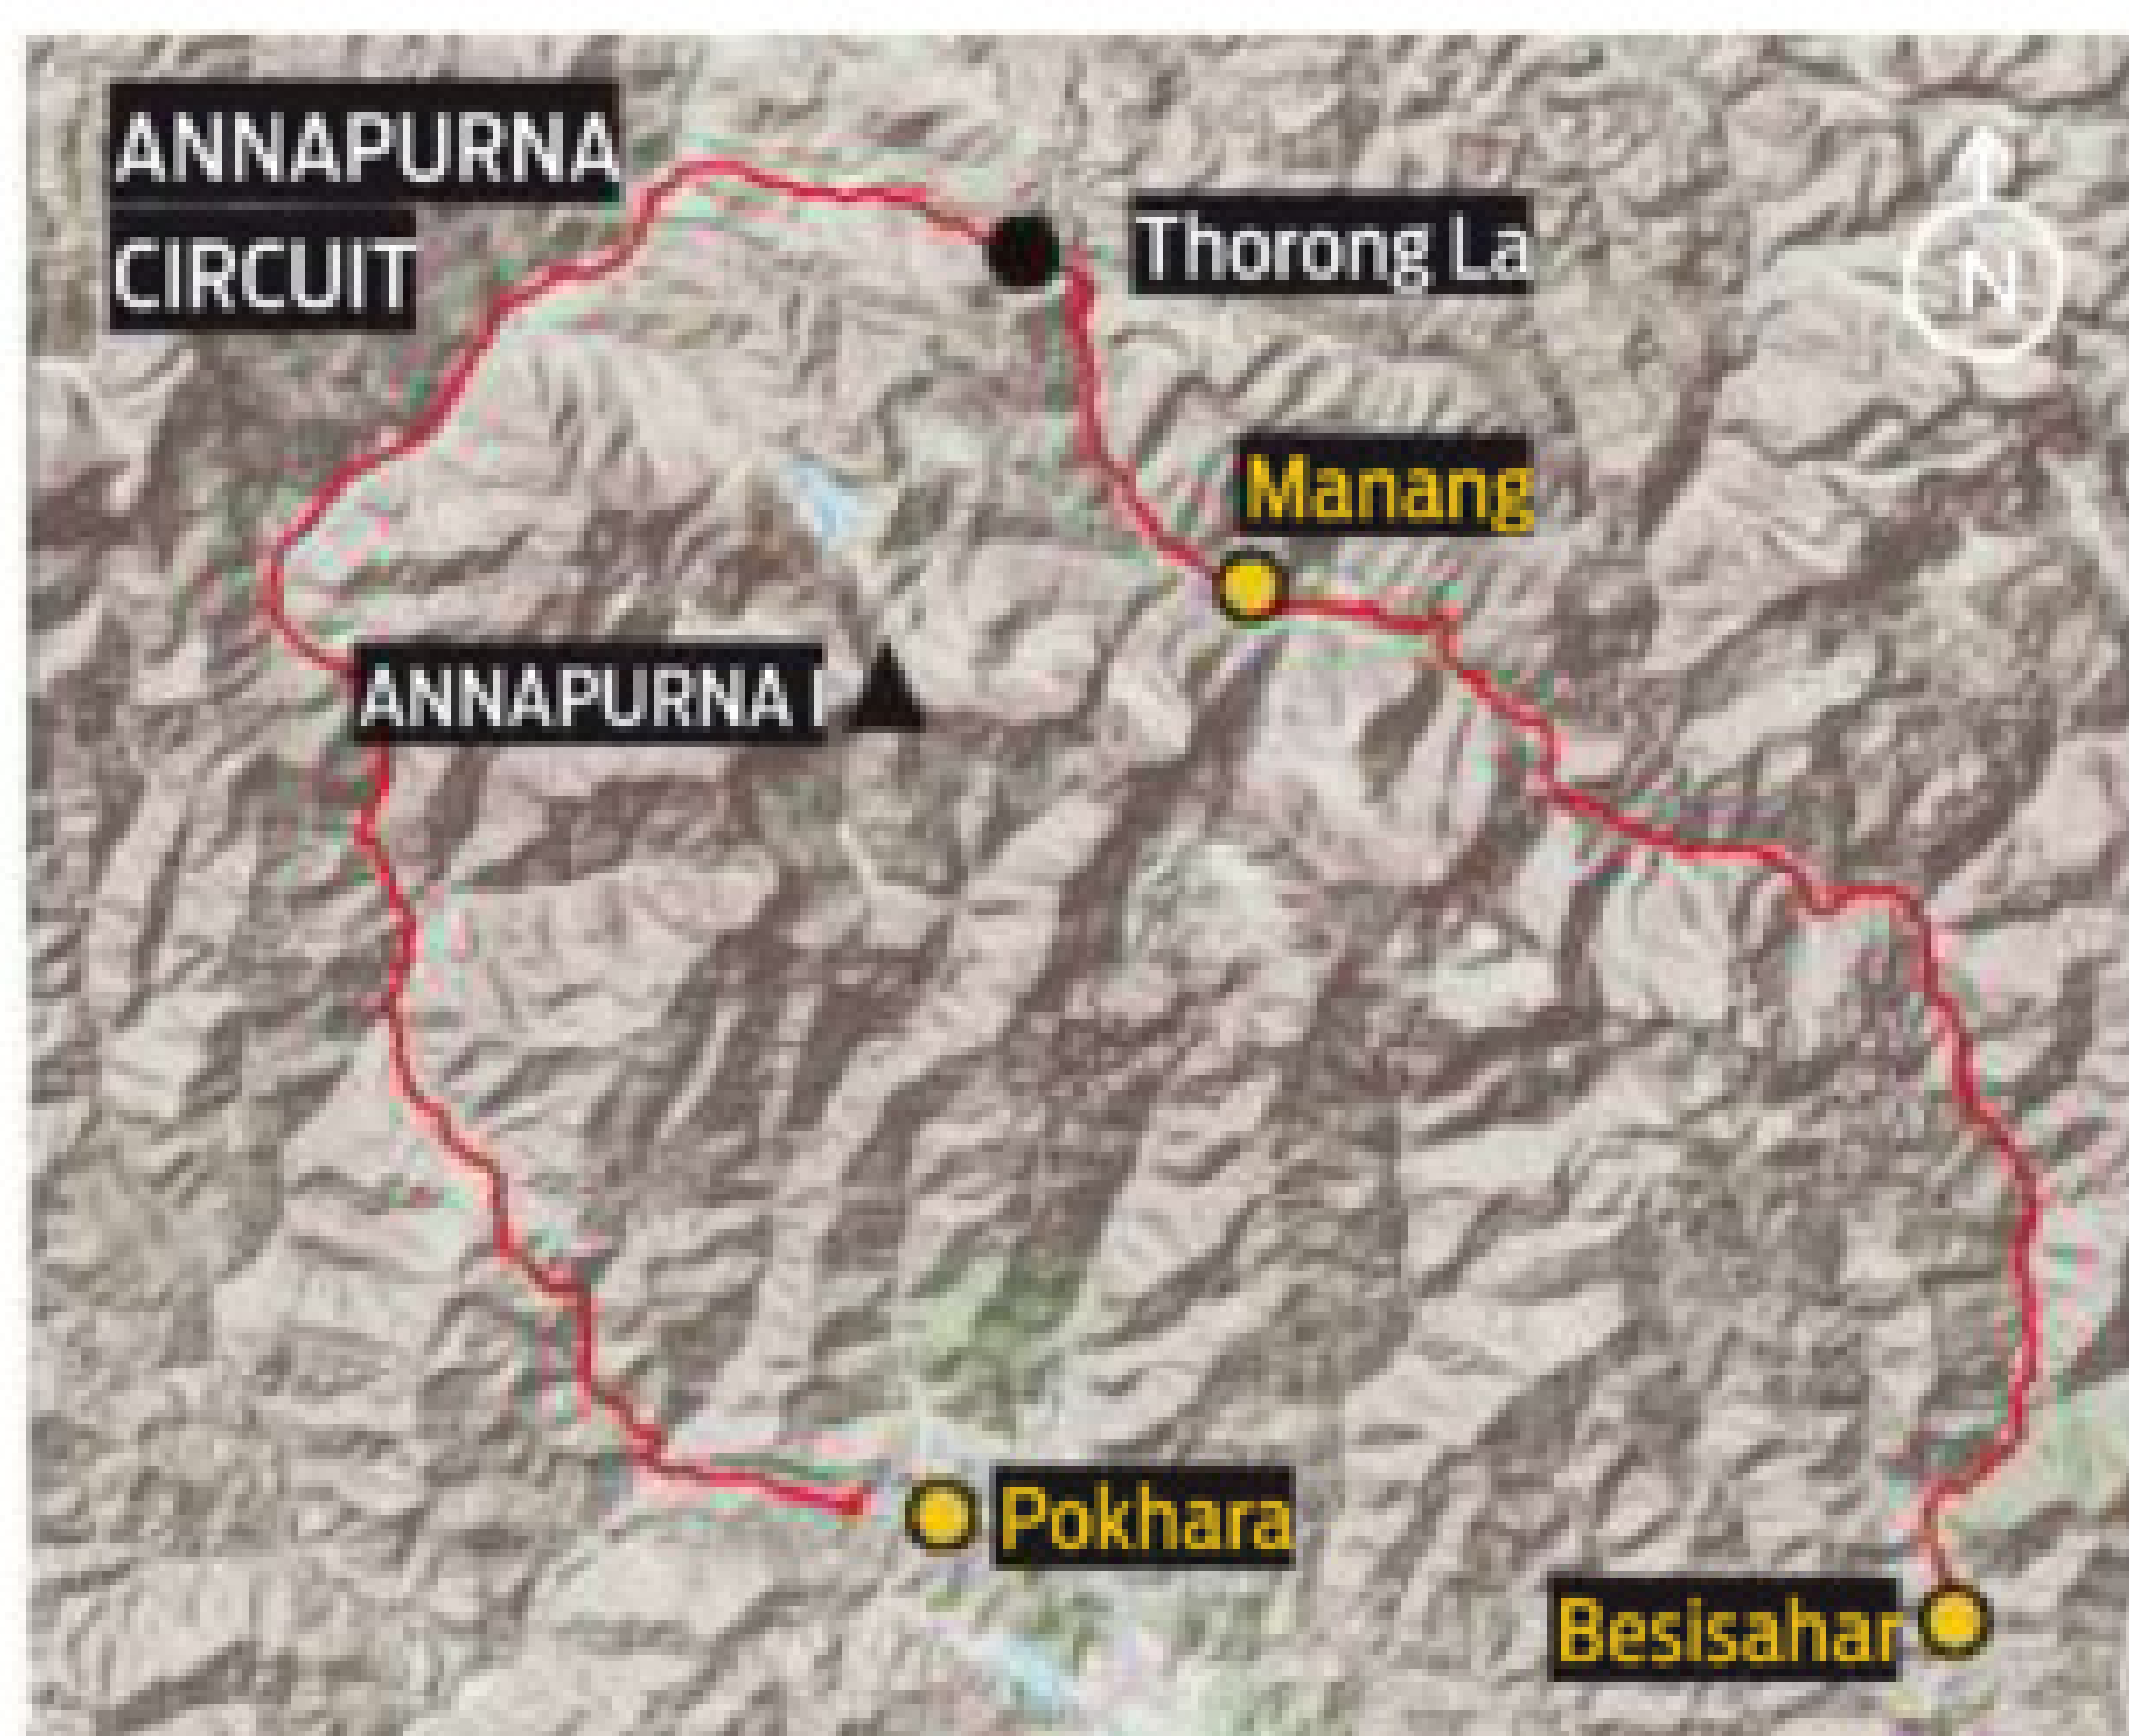 ANNAPURNA
CIRCUIT
Thorong La
N
Manang
ANNAPURNA I
Pokhara
Besisahar